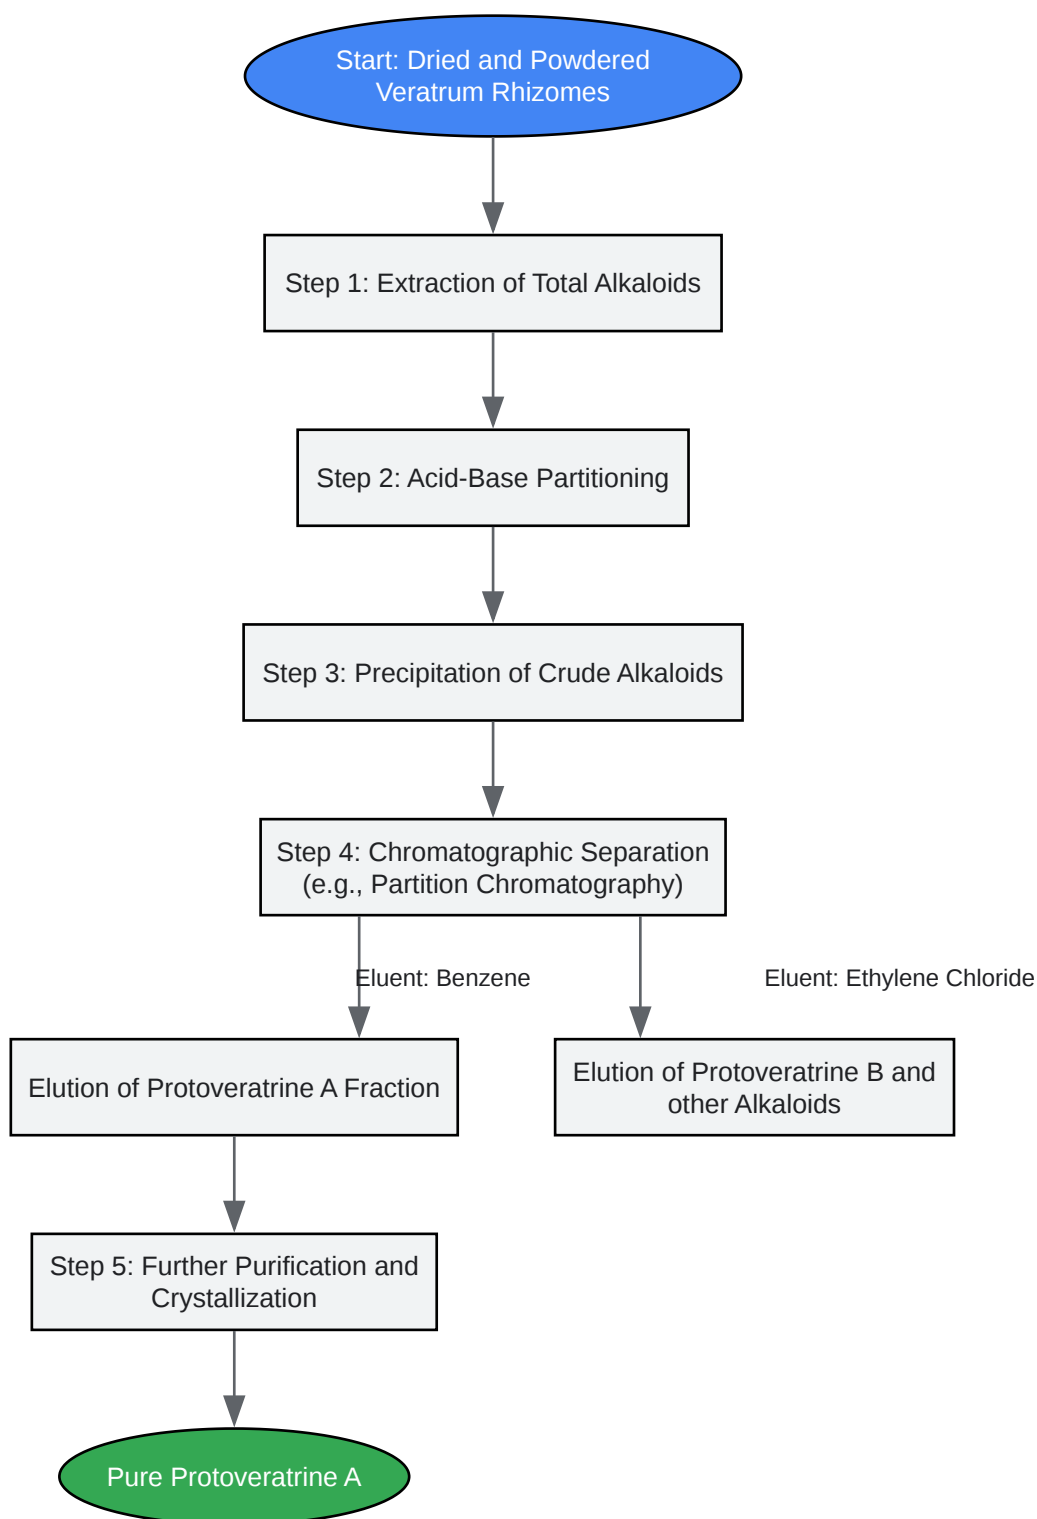 Start: Dried and Powdered
Veratrum Rhizomes
Step 1: Extraction of Total Alkaloids
Step 2: Acid-Base Partitioning
Step 3: Precipitation of Crude Alkaloids
Step 4: Chromatographic Separation
(e.g., Partition Chromatography)
Eluent: Benzene
Eluent: Ethylene Chloride
Elution of Protoveratrine A Fraction
Elution of Protoveratrine B and
other Alkaloids
Step 5: Further Purification and
Crystallization
Pure Protoveratrine A